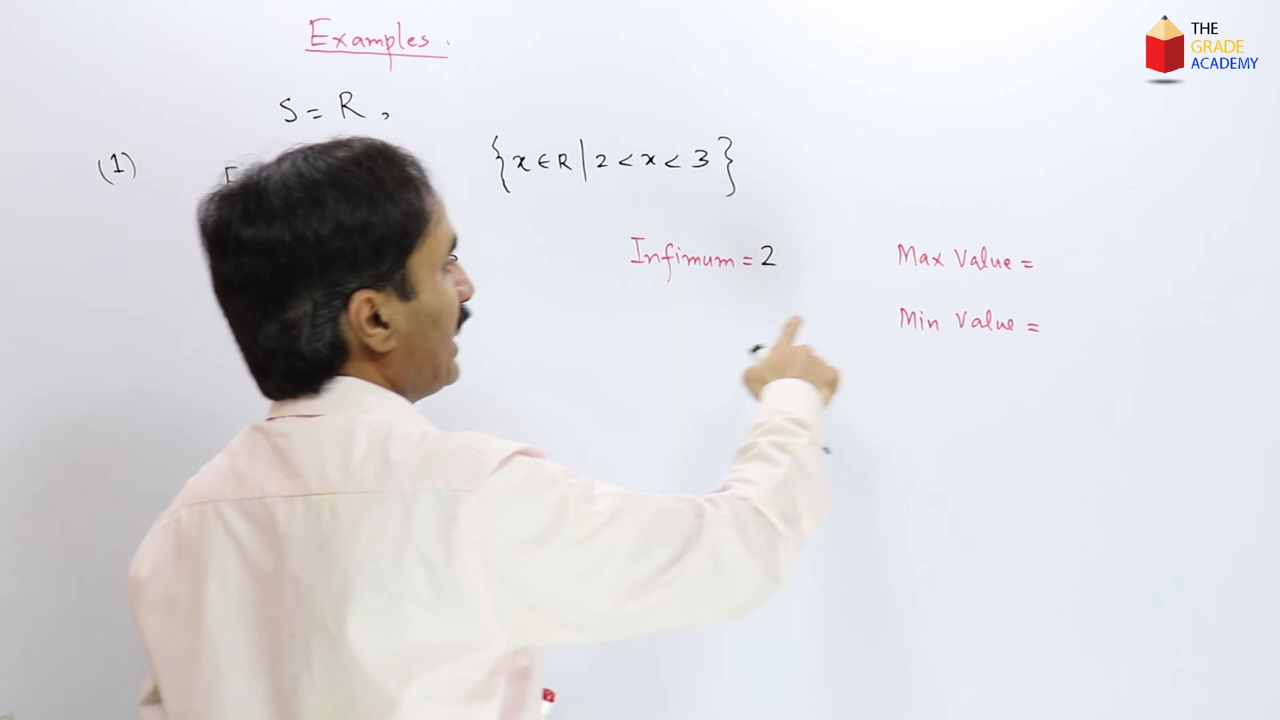 Examples.
THE
GRADE
ACADEMY
S = R,
(1) {x ∈ R | 2 < x < 3}
Infimum = 2
Max Value =
Min Value =